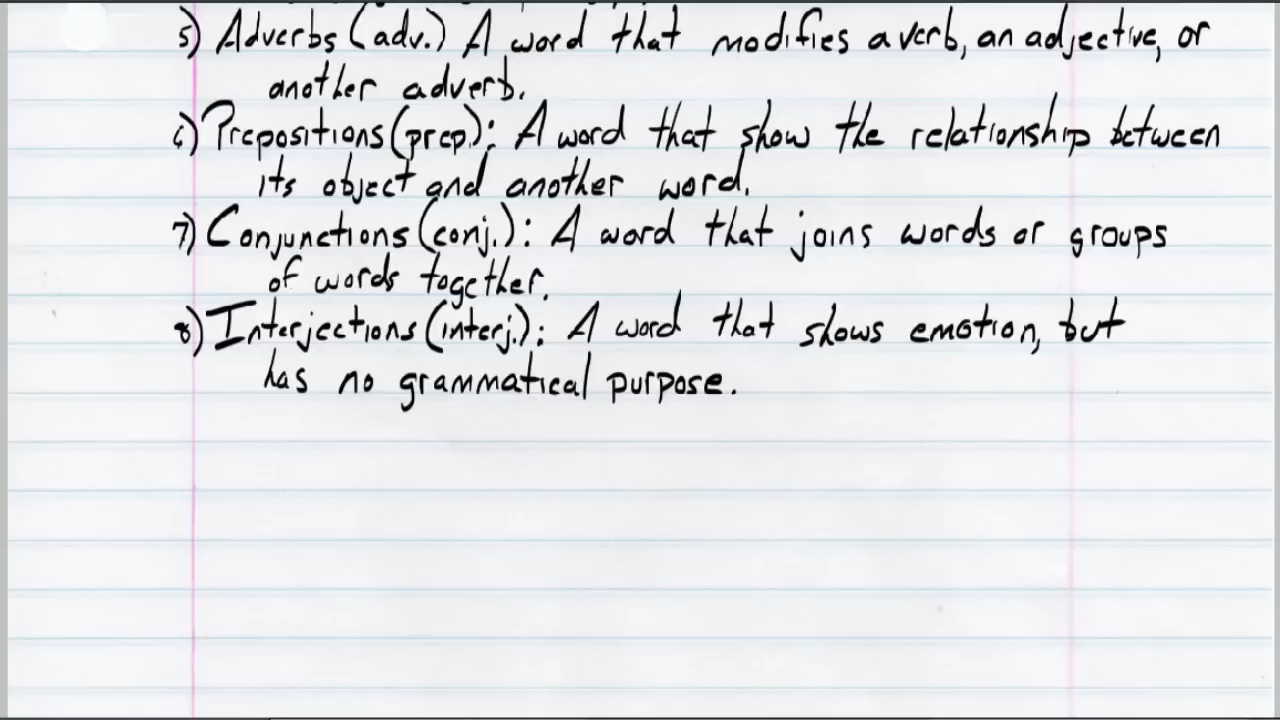 5) Adverbs (adv.) A word that modifies a verb, an adjective, or
another adverb.
6) Prepositions (prep.): A word that show the relationship between
its object and another word.
7) Conjunctions (conj.): A word that joins words or groups
of words together.
8) Interjections (interj.): A word that shows emotion, but
has no grammatical purpose.